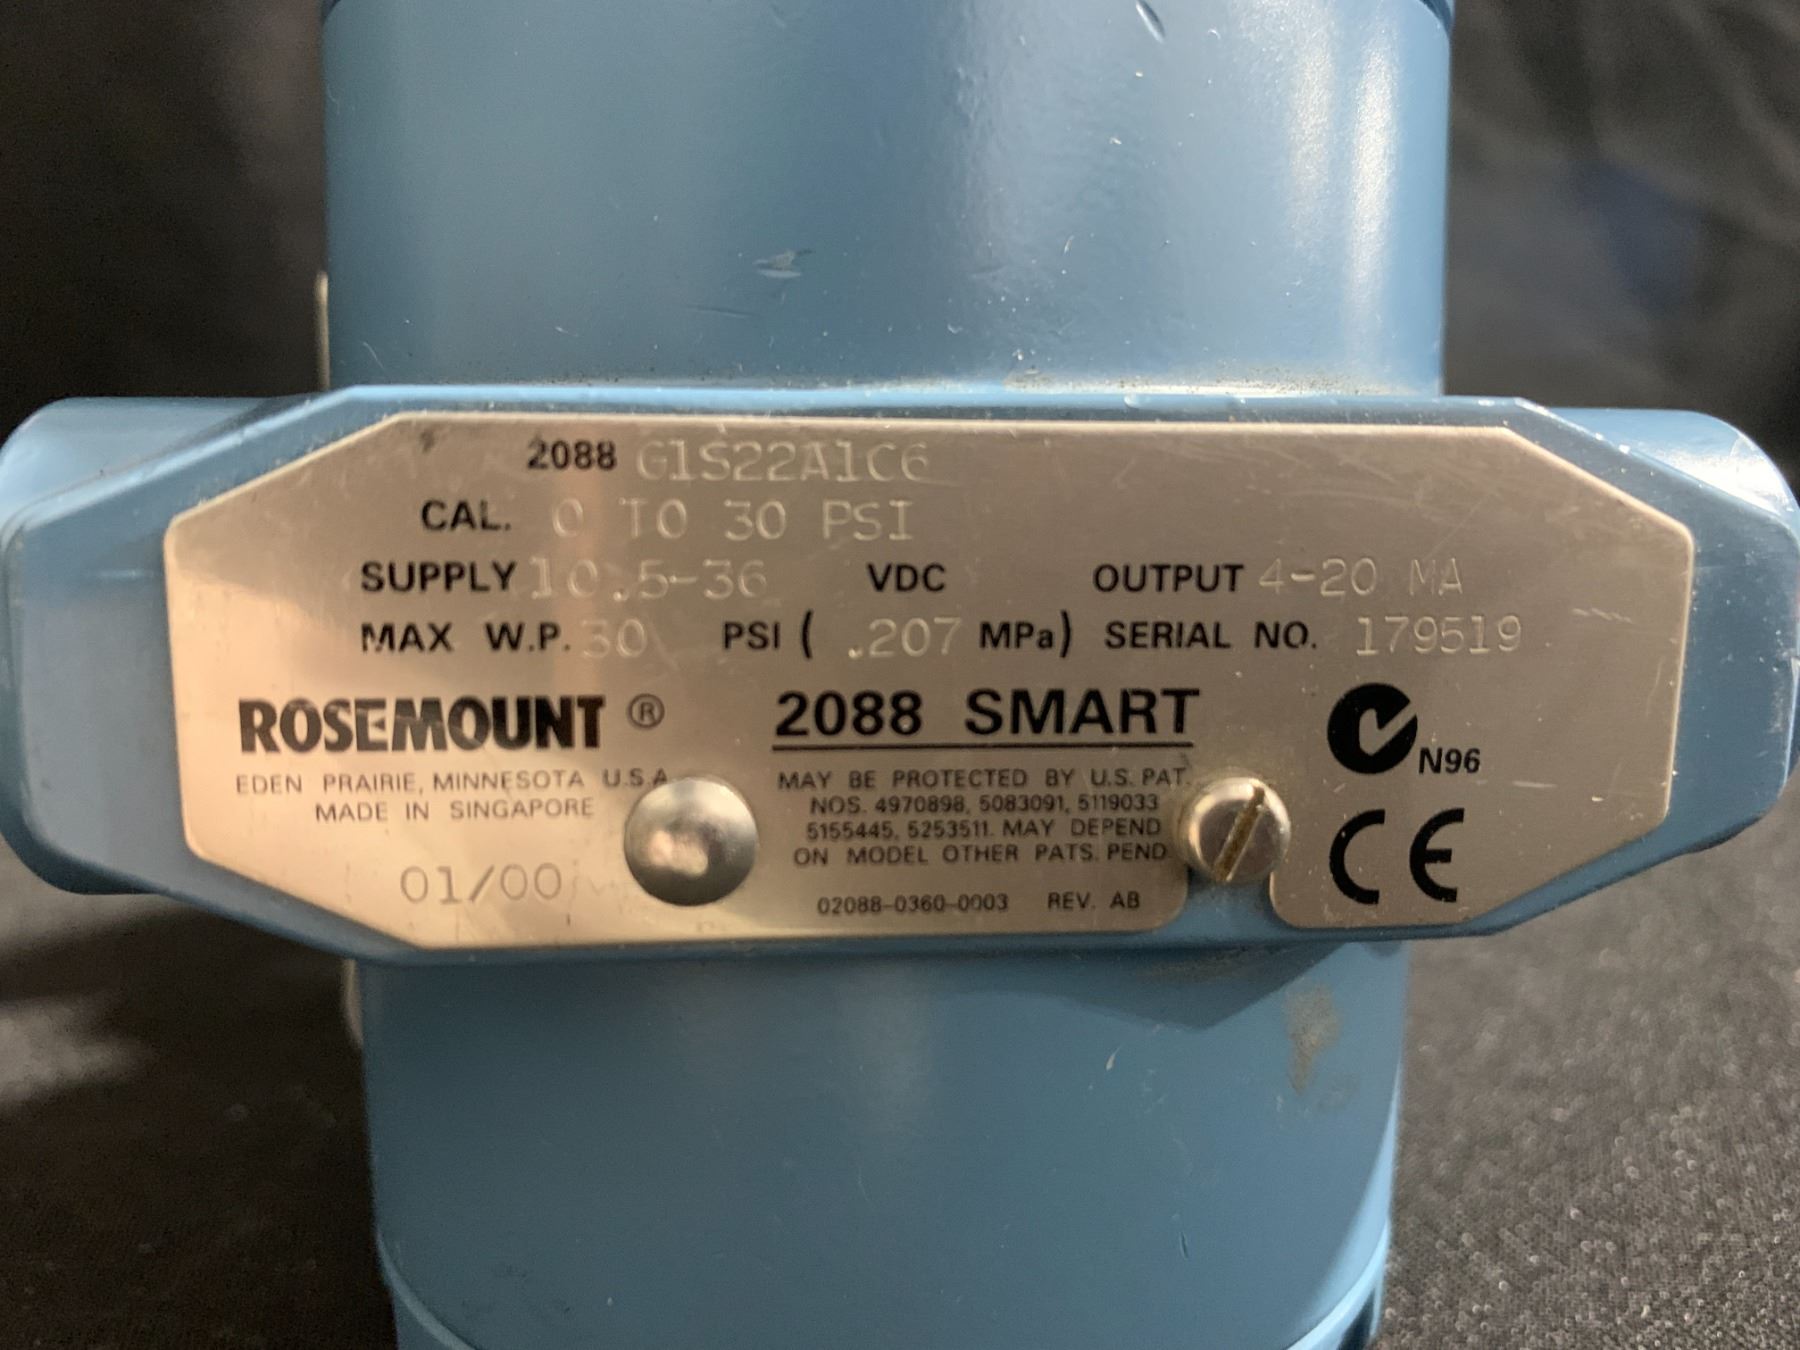 2088 G1S22A1C6
CAL. 0 TO 30 PSI
SUPPLY 10.5-36 VDC OUTPUT 4-20 MA
MAX W.P. 30 PSI ( .207 MPa) SERIAL NO. 179519
ROSEMOUNT ® 2088 SMART
N96
EDEN PRAIRIE, MINNESOTA U.S.A.
MADE IN SINGAPORE
01/00
MAY BE PROTECTED BY U.S. PAT.
NOS. 4970898, 5083091, 5119033
5155445, 5253511. MAY DEPEND
ON MODEL OTHER PATS. PEND
02088-0360-0003 REV. AB
CE